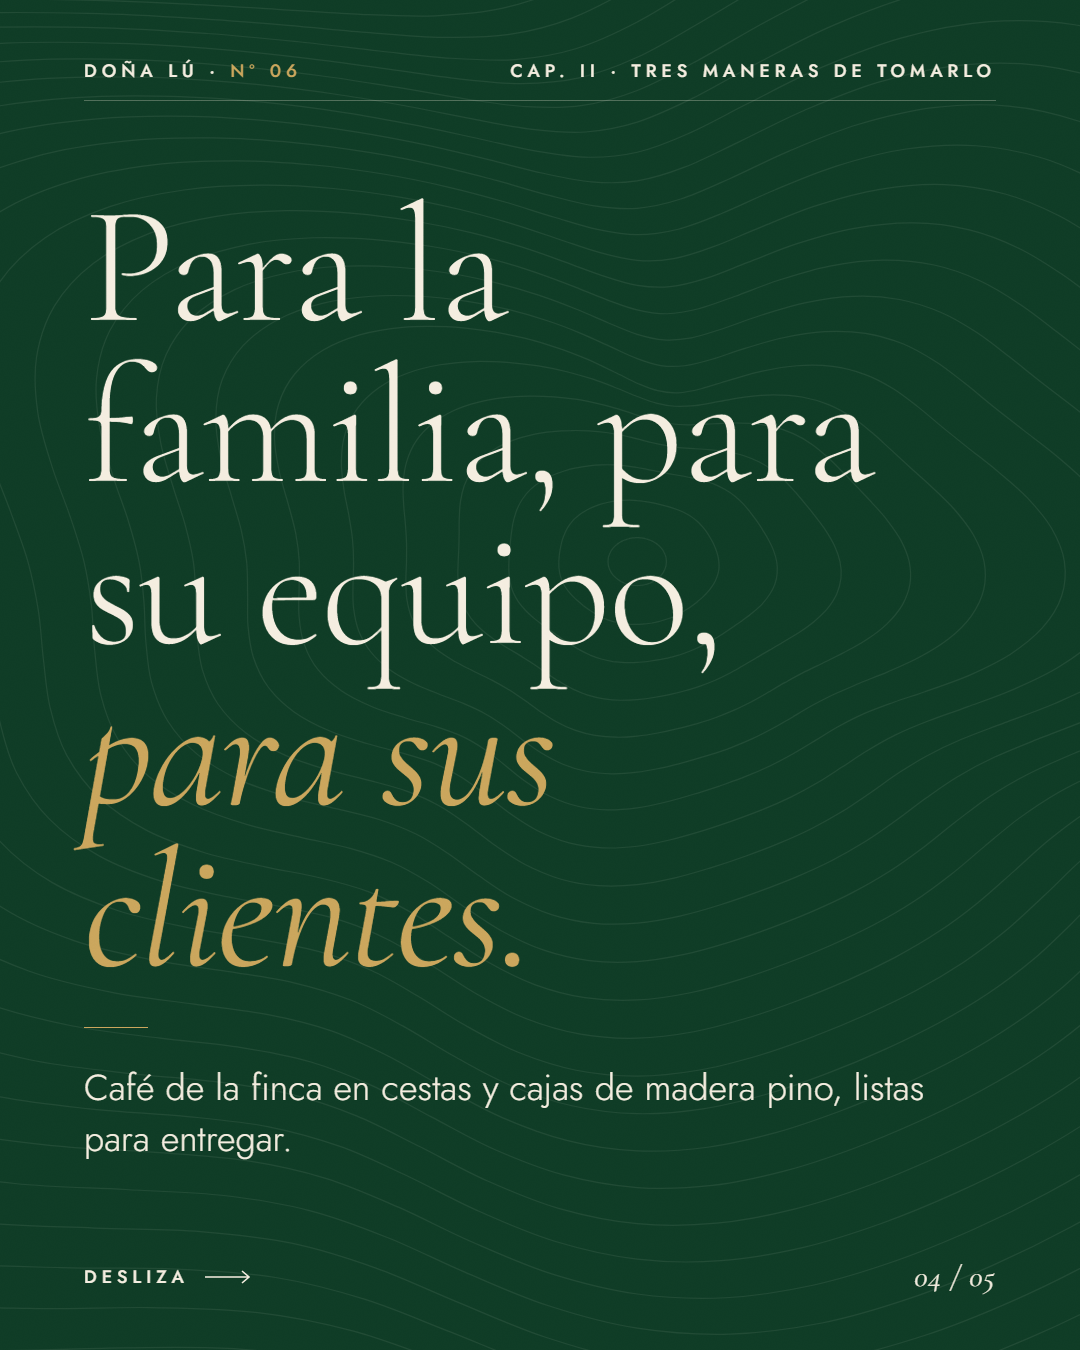 DOÑA LÚ · N° 06
CAP. II · TRES MANERAS DE TOMARLO
Para la
familia, para
su equipo,
para sus
clientes.
Café de la finca en cestas y cajas de madera pino, listas
para entregar.
DESLIZA
04 / 05